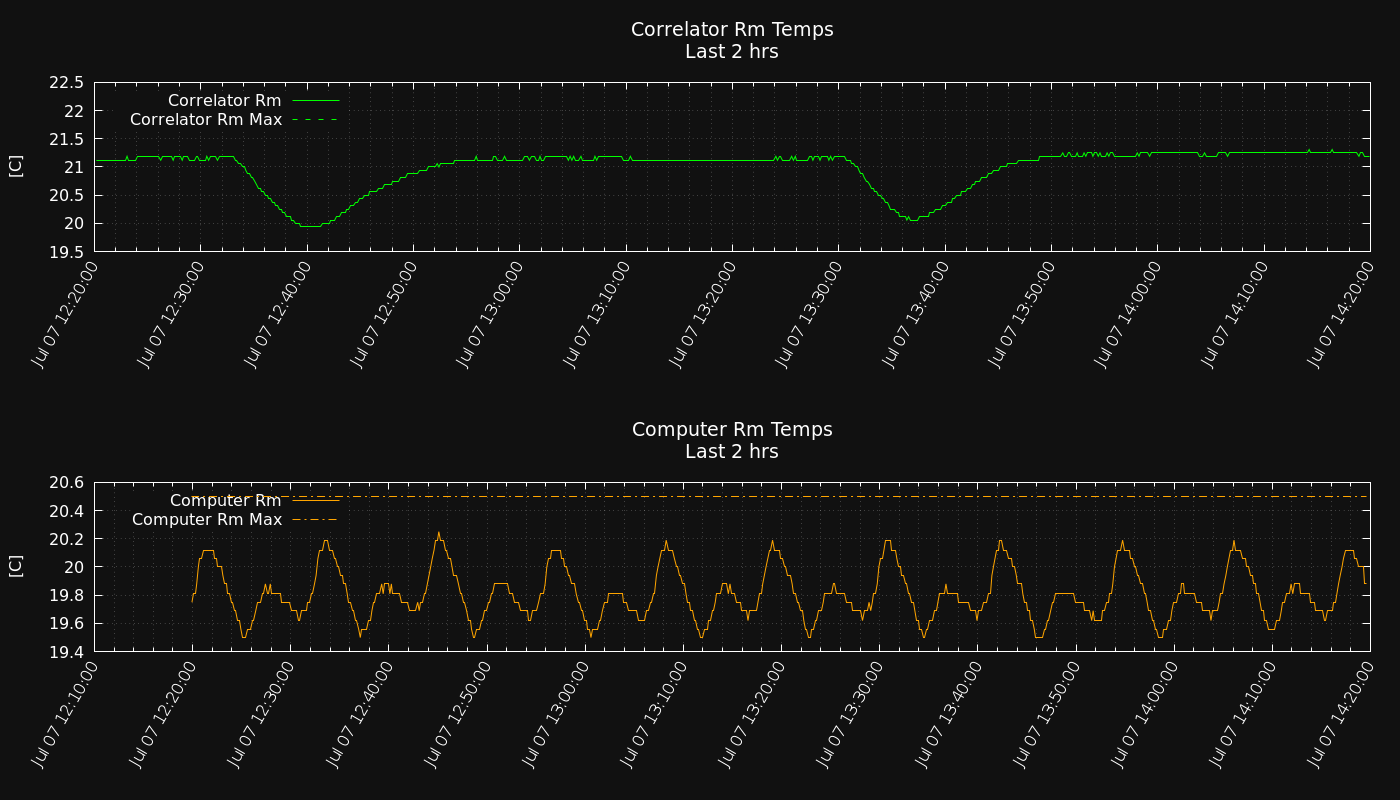 Correlator Rm Temps
Last 2 hrs
22.5
22
21.5
21
20.5
20
19.5
[C]
Correlator Rm
Correlator Rm Max
Jul 07 12:20:00
Jul 07 12:30:00
Jul 07 12:40:00
Jul 07 12:50:00
Jul 07 13:00:00
Jul 07 13:10:00
Jul 07 13:20:00
Jul 07 13:30:00
Jul 07 13:40:00
Jul 07 13:50:00
Jul 07 14:00:00
Jul 07 14:10:00
Jul 07 14:20:00
Computer Rm Temps
Last 2 hrs
20.6
20.4
20.2
20
19.8
19.6
19.4
[C]
Computer Rm
Computer Rm Max
Jul 07 12:10:00
Jul 07 12:20:00
Jul 07 12:30:00
Jul 07 12:40:00
Jul 07 12:50:00
Jul 07 13:00:00
Jul 07 13:10:00
Jul 07 13:20:00
Jul 07 13:30:00
Jul 07 13:40:00
Jul 07 13:50:00
Jul 07 14:00:00
Jul 07 14:10:00
Jul 07 14:20:00